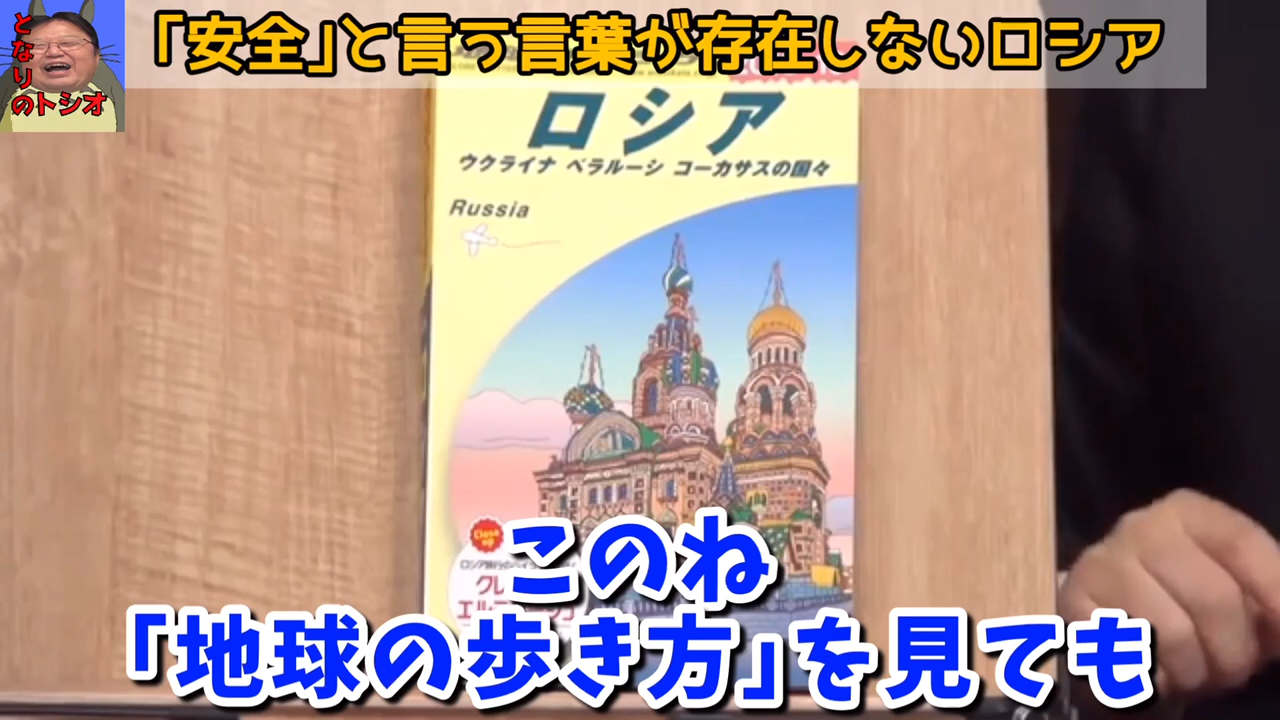 となりのトシオ
「安全」と言う言葉が存在しないロシア
ロシア
ウクライナ ベラルーシ コーカサスの国々
Russia
Close up
このね
「地球の歩き方」を見ても